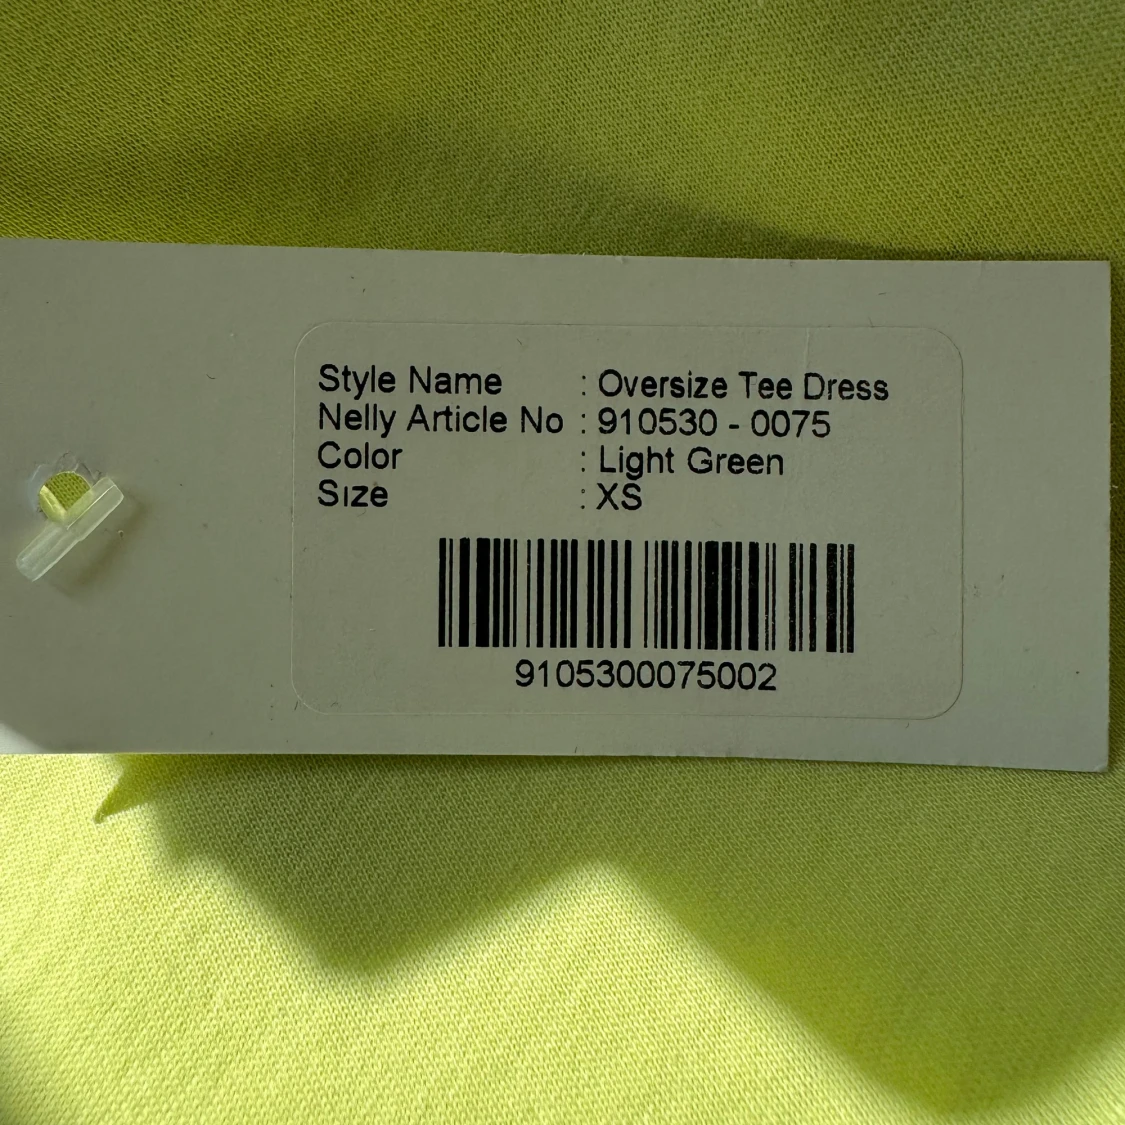 Style Name : Oversize Tee Dress
Nelly Article No : 910530 - 0075
Color : Light Green
Size : XS
9105300075002